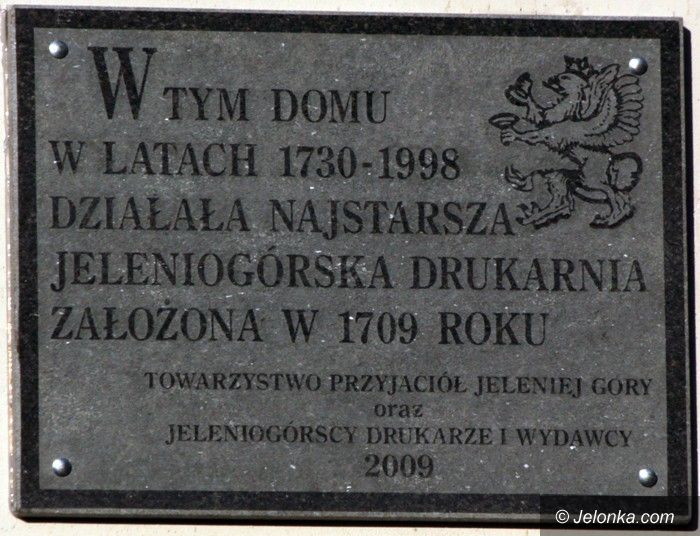 W TYM DOMU
W LATACH 1730-1998
DZIAŁAŁA NAJSTARSZA
JELENIOGÓRSKA DRUKARNIA
ZAŁOŻONA W 1709 ROKU
TOWARZYSTWO PRZYJACIÓŁ JELENIEJ GÓRY
oraz
JELENIOGÓRSCY DRUKARZE I WYDAWCY
2009
© Jelonka.com